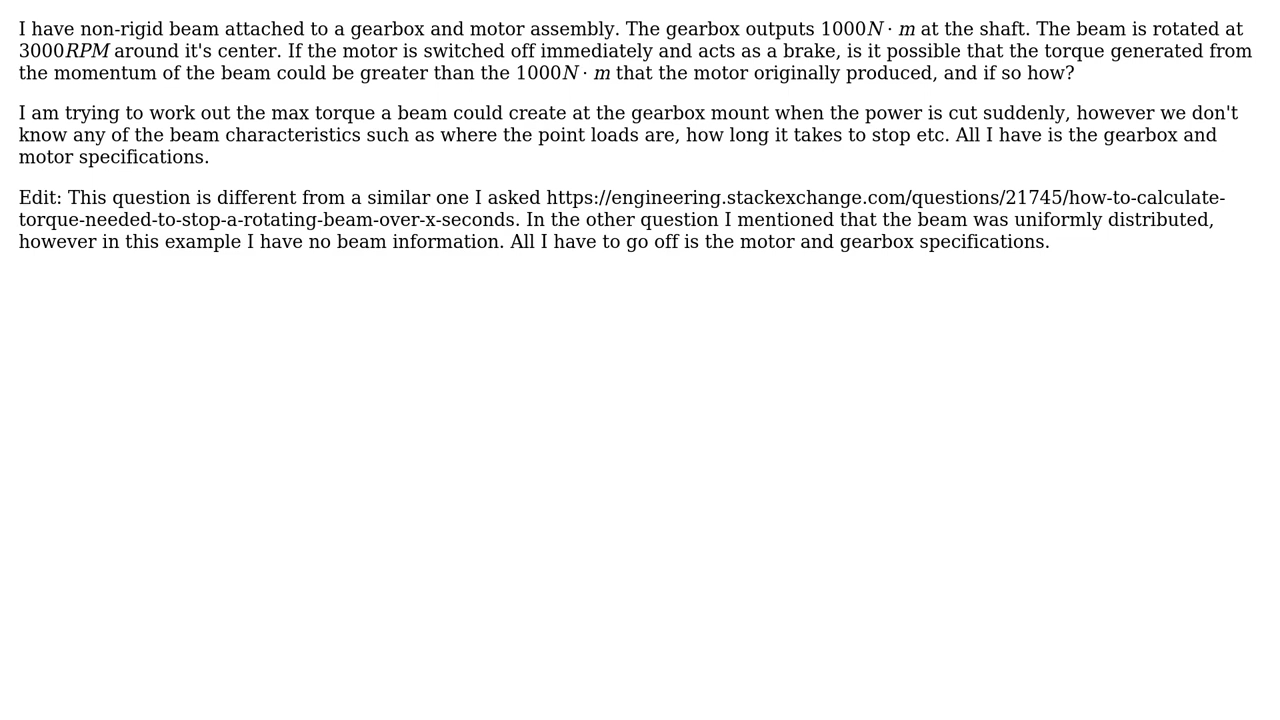 I have non-rigid beam attached to a gearbox and motor assembly. The gearbox outputs 1000N · m at the shaft. The beam is rotated at
3000RPM around it's center. If the motor is switched off immediately and acts as a brake, is it possible that the torque generated from
the momentum of the beam could be greater than the 1000N · m that the motor originally produced, and if so how?
I am trying to work out the max torque a beam could create at the gearbox mount when the power is cut suddenly, however we don't
know any of the beam characteristics such as where the point loads are, how long it takes to stop etc. All I have is the gearbox and
motor specifications.
Edit: This question is different from a similar one I asked https://engineering.stackexchange.com/questions/21745/how-to-calculate-
torque-needed-to-stop-a-rotating-beam-over-x-seconds. In the other question I mentioned that the beam was uniformly distributed,
however in this example I have no beam information. All I have to go off is the motor and gearbox specifications.